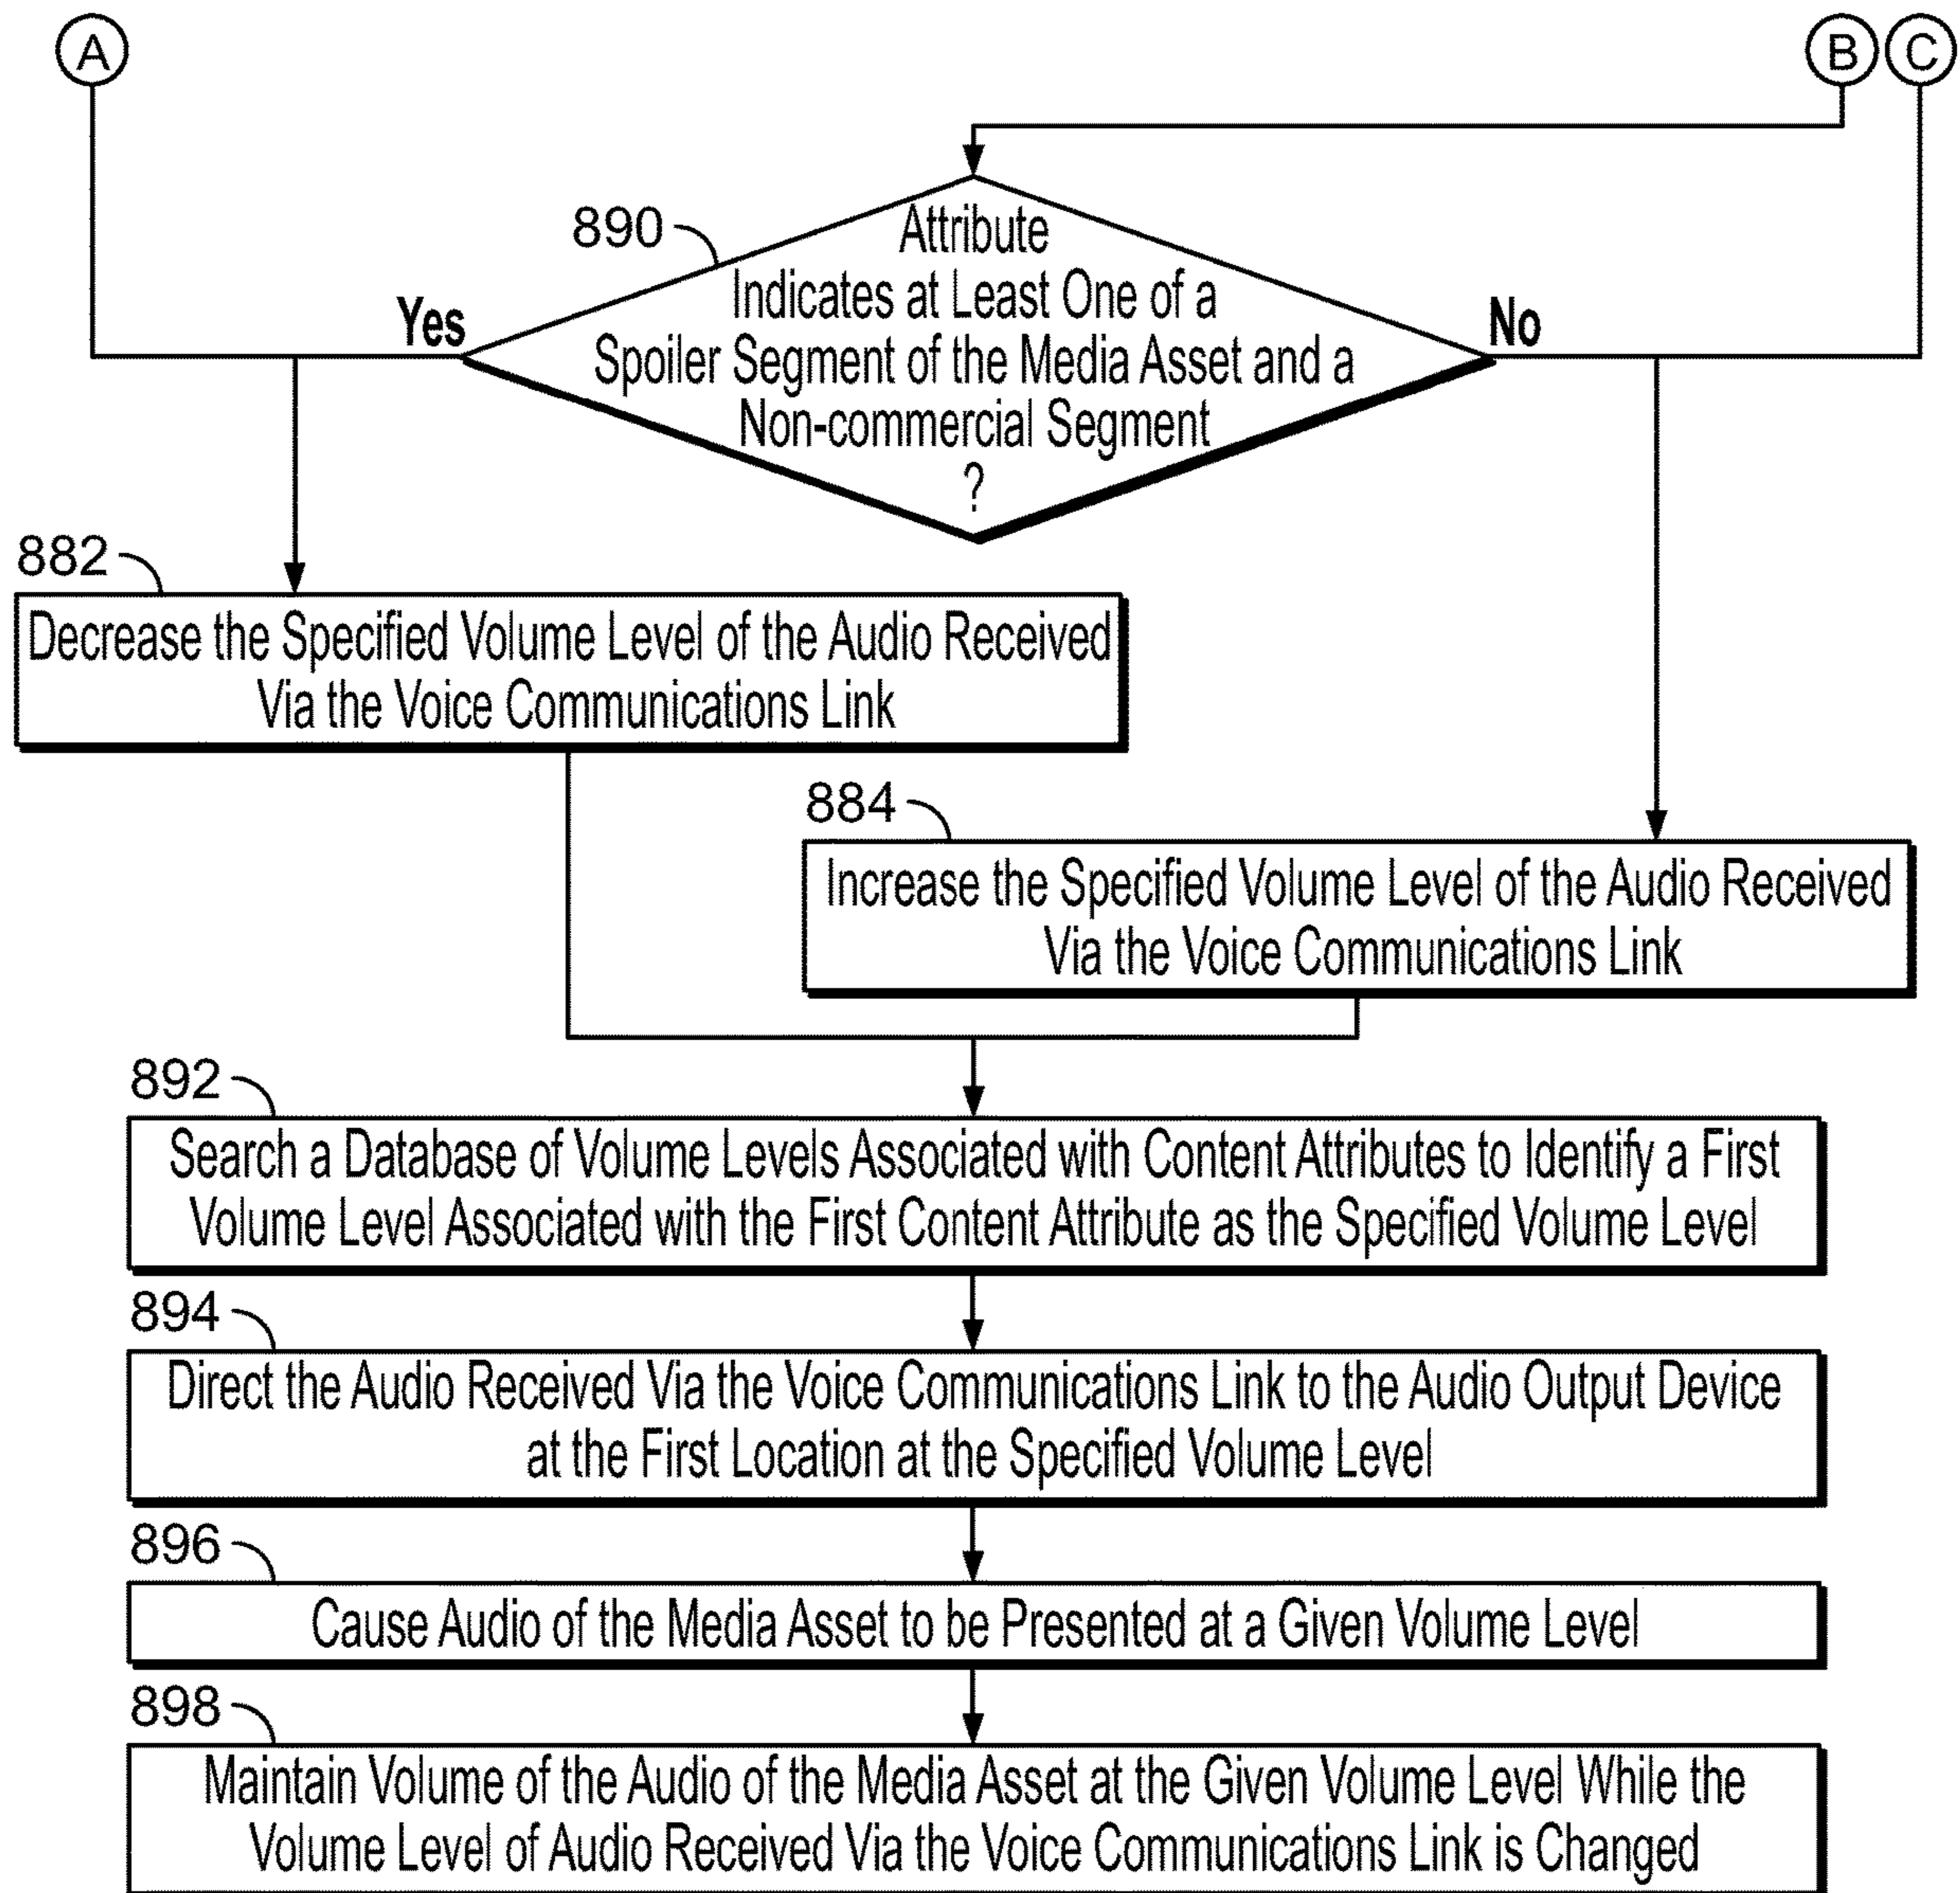 A
B
C
890
Attribute
Indicates at Least One of a
Spoiler Segment of the Media Asset and a
Non-commercial Segment
?
Yes
No
882
Decrease the Specified Volume Level of the Audio Received
Via the Voice Communications Link
884
Increase the Specified Volume Level of the Audio Received
Via the Voice Communications Link
892
Search a Database of Volume Levels Associated with Content Attributes to Identify a First
Volume Level Associated with the First Content Attribute as the Specified Volume Level
894
Direct the Audio Received Via the Voice Communications Link to the Audio Output Device
at the First Location at the Specified Volume Level
896
Cause Audio of the Media Asset to be Presented at a Given Volume Level
898
Maintain Volume of the Audio of the Media Asset at the Given Volume Level While the
Volume Level of Audio Received Via the Voice Communications Link is Changed